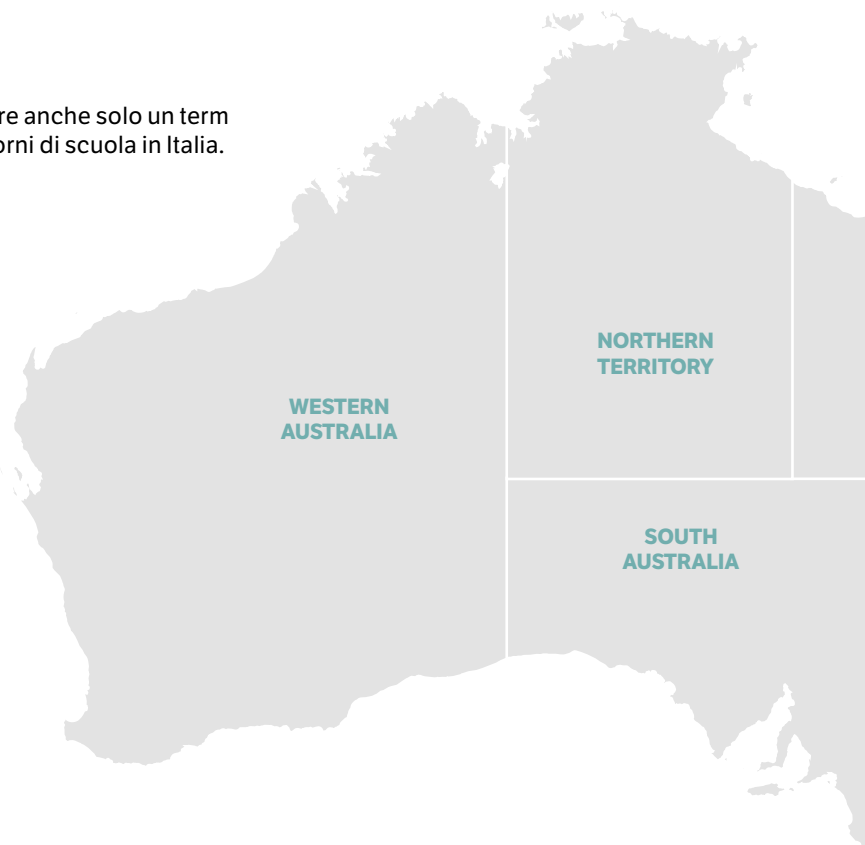 re anche solo un term
orni di scuola in Italia.
NORTHERN
TERRITORY
WESTERN
AUSTRALIA
SOUTH
AUSTRALIA